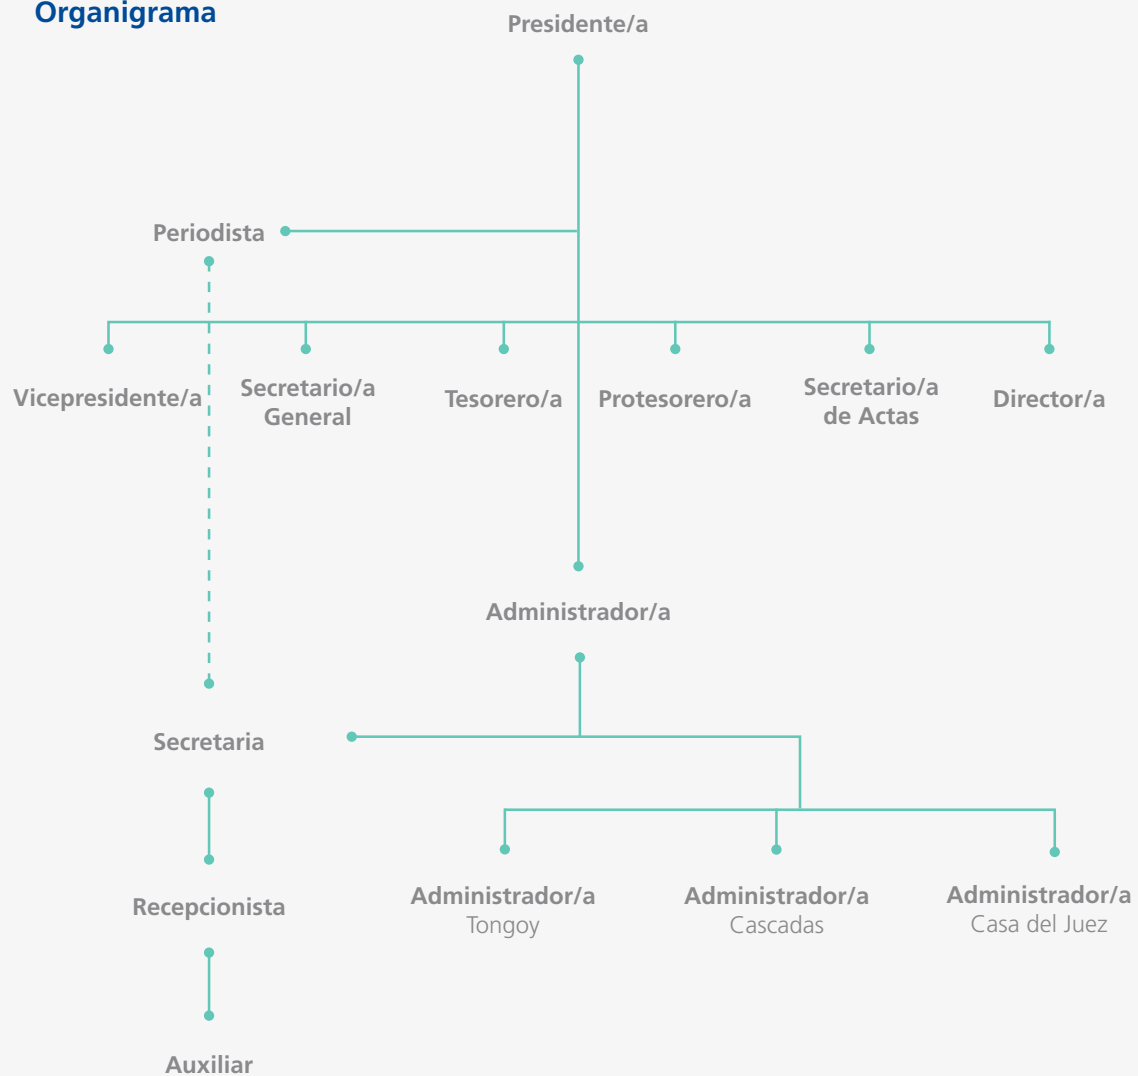 Organigrama
Presidente/a
Periodista
Vicepresidente/a
Secretario/a
General
Tesorero/a
Protesorero/a
Secretario/a
de Actas
Director/a
Administrador/a
Secretaria
Recepcionista
Auxiliar
Administrador/a
Tongoy
Administrador/a
Cascadas
Administrador/a
Casa del Juez